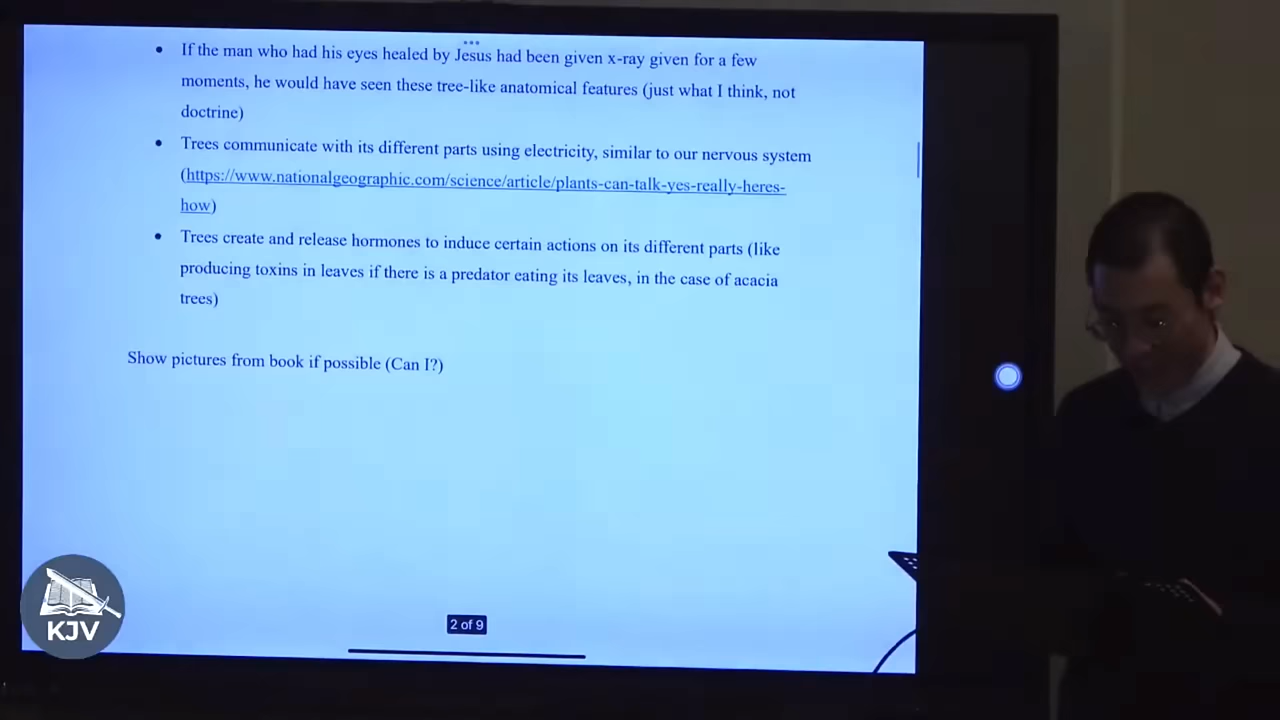 If the man who had his eyes healed by Jesus had been given x-ray given for a few
moments, he would have seen these tree-like anatomical features (just what I think, not
doctrine)
Trees communicate with its different parts using electricity, similar to our nervous system
(https://www.nationalgeographic.com/science/article/plants-can-talk-yes-really-heres-
how)
Trees create and release hormones to induce certain actions on its different parts (like
producing toxins in leaves if there is a predator eating its leaves, in the case of acacia
trees)
Show pictures from book if possible (Can I?)
2 of 9
KJV